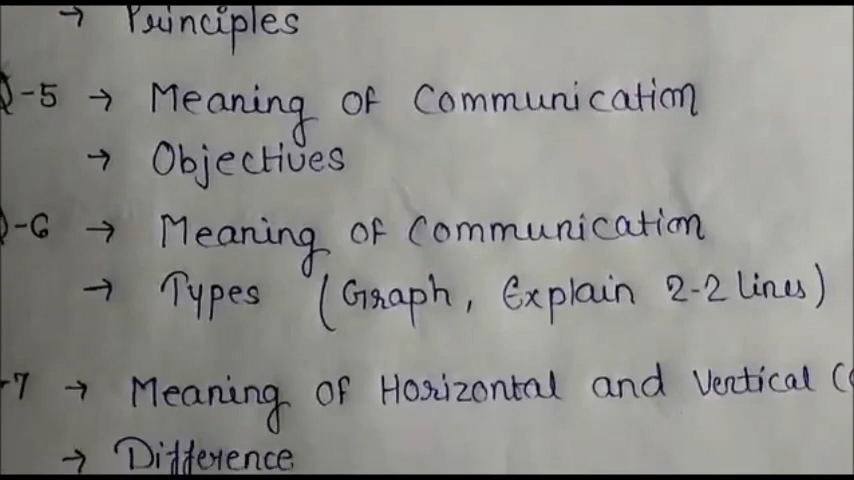 → Principles
Q-5 → Meaning of Communication
→ Objectives
Q-6 → Meaning of Communication
→ Types (Graph, Explain 2-2 lines)
-7 → Meaning of Horizontal and Vertical
→ Difference